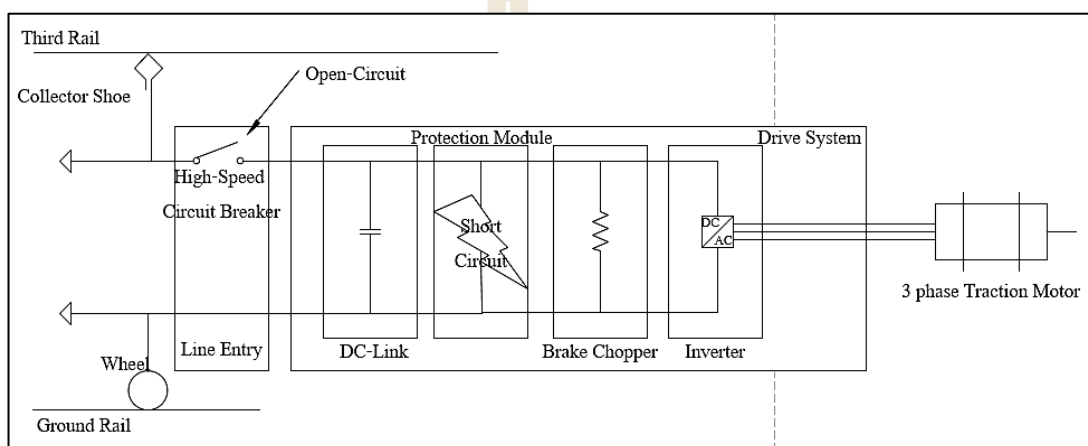 Third Rail
Open-Circuit
Collector Shoe
Protection Module
Drive System
High-Speed
Circuit Breaker
Short
Circuit
DC
AC
3 phase Traction Motor
Line Entry
DC-Link
Brake Chopper
Inverter
Wheel
Ground Rail